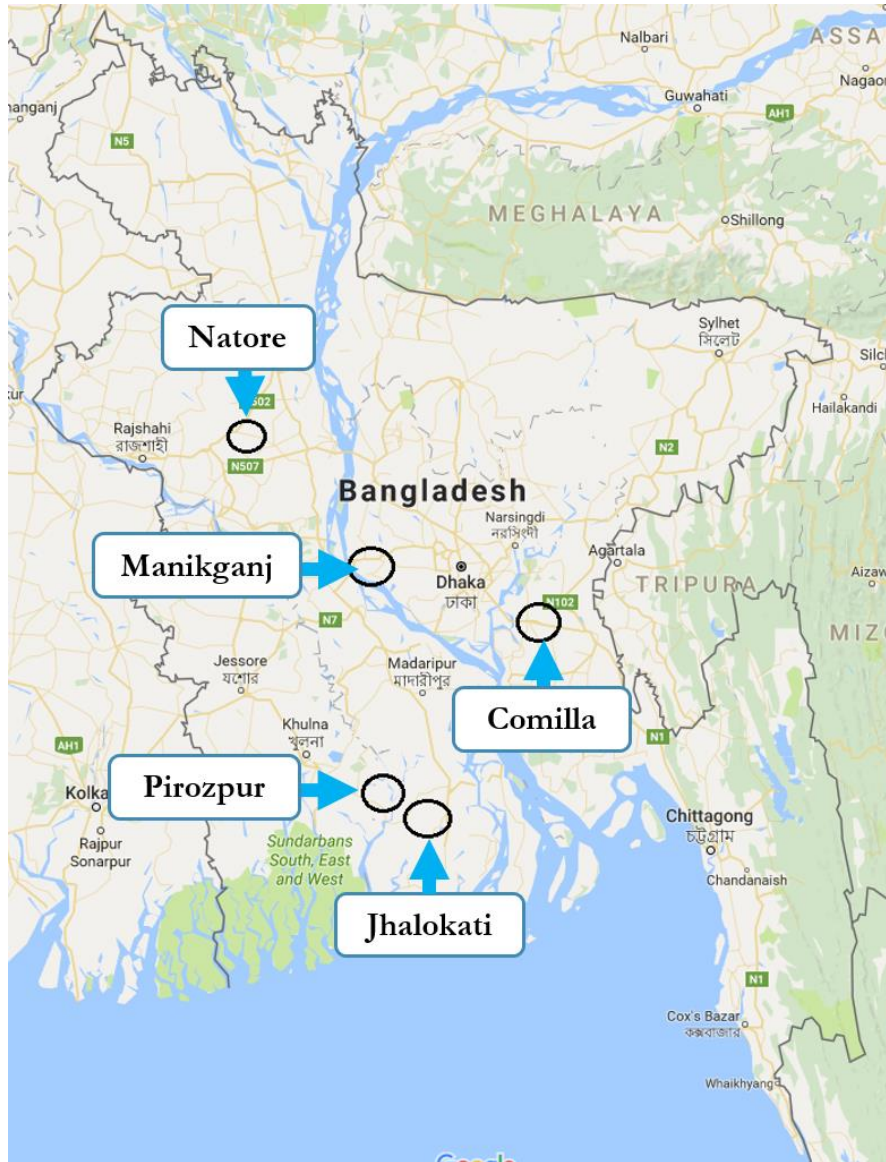 Nalbari
ASSA
Nagaon
Guwahati
AH1
N5
MEGHALAYA
Shillong
Sylhet
সিলেট
Natore
Hailakandi
Rajshahi
রাজশাহী
N2
N507
Bangladesh
Narsingdi
নরসিংদী
Agartala
Manikganj
Dhaka
ঢাকা
N102
Aizaw
TRIPURA
N7
MIZ
Jessore
যশোর
Madaripur
মাদারীপুর
Comilla
Khulna
খুলনা
N1
AH1
Pirozpur
Kolka
Chittagong
চট্টগ্রাম
Rajpur
Sonarpur
Sundarbans
South, East
and West
Chandanaish
Jhalokati
N1
Cox's Bazar
কক্সবাজার
Whaikhyang